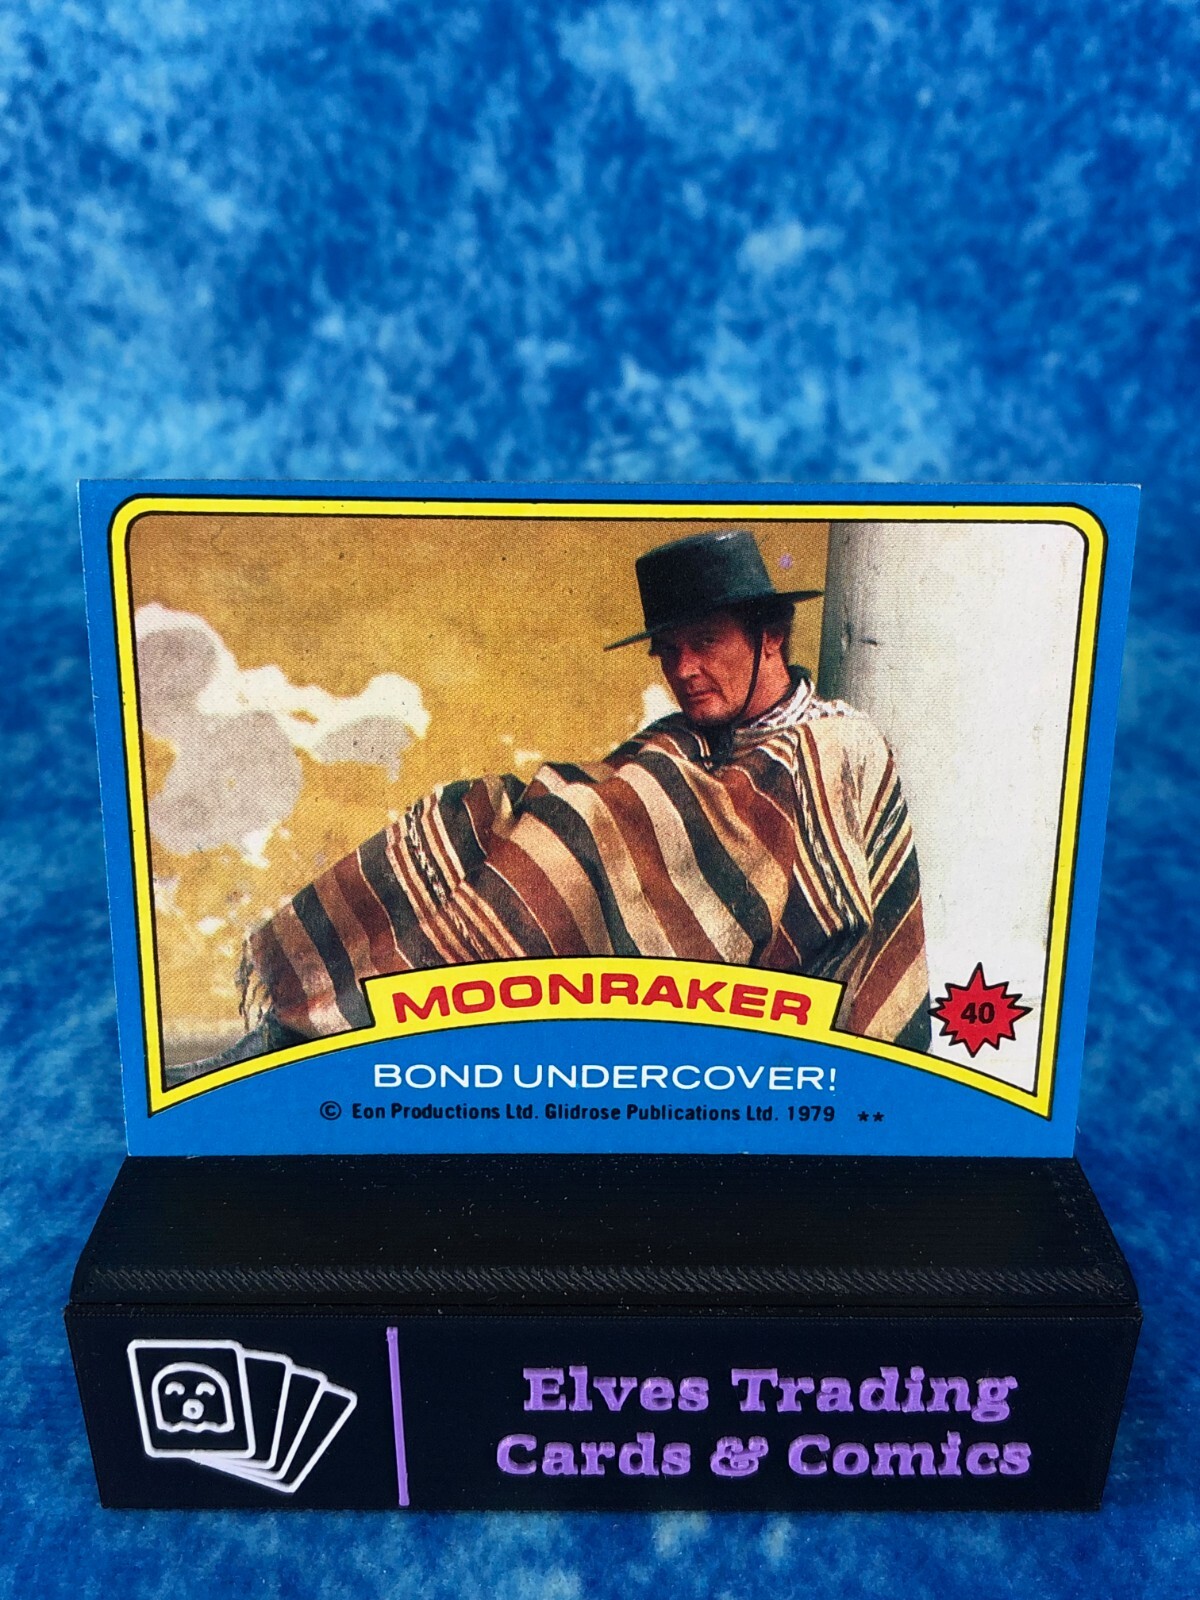 40
MOONRAKER
BOND UNDERCOVER!
© Eon Productions Ltd. Glidrose Publications Ltd. 1979 **
Elves Trading
Cards & Comics